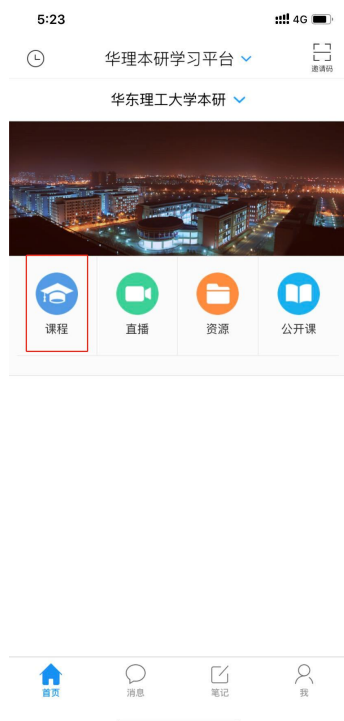 5:23
4G
华理本研学习平台
邀请码
华东理工大学本研
课程
直播
资源
公开课
首页
消息
笔记
我